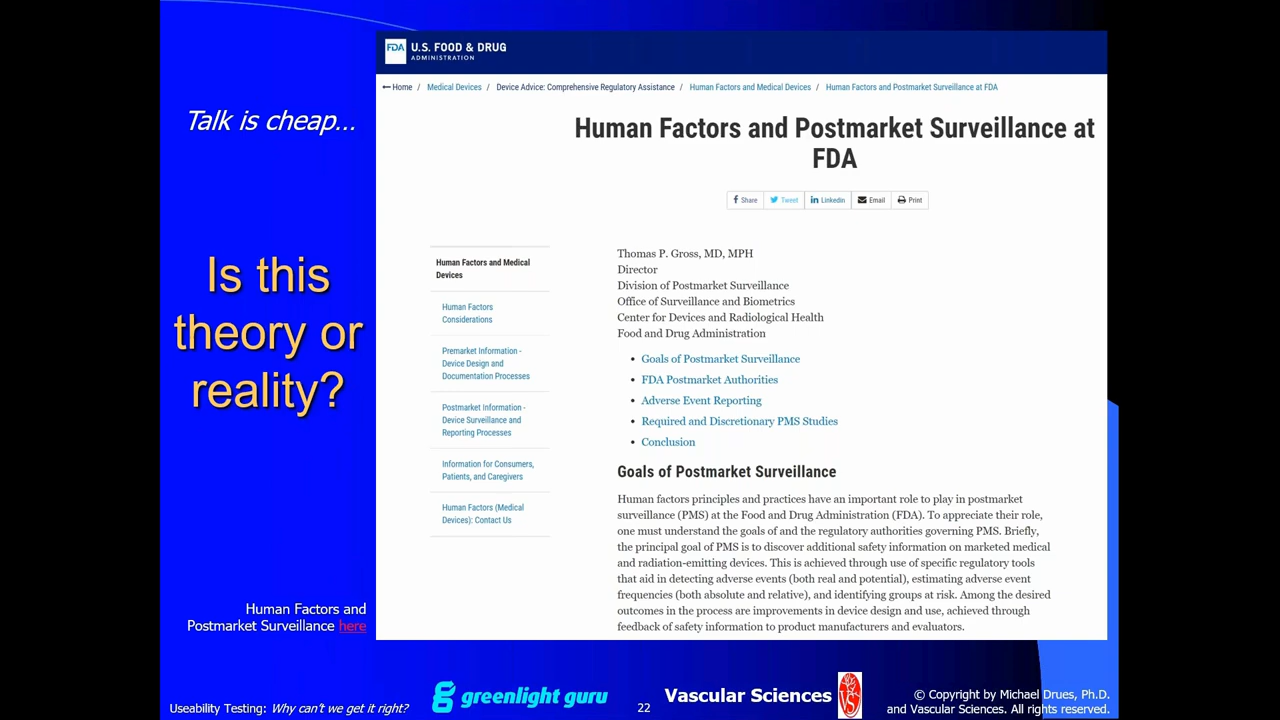 Talk is cheap...
Is this
theory or
reality?
Human Factors and
Postmarket Surveillance here
FDA U.S. FOOD & DRUG
ADMINISTRATION
Home / Medical Devices / Device Advice: Comprehensive Regulatory Assistance / Human Factors and Medical Devices / Human Factors and Postmarket Surveillance at FDA
Human Factors and Postmarket Surveillance at
FDA
Share Tweet Linkedin Email Print
Human Factors and Medical
Devices
Human Factors
Considerations
Premarket Information -
Device Design and
Documentation Processes
Postmarket Information -
Device Surveillance and
Reporting Processes
Information for Consumers,
Patients, and Caregivers
Human Factors (Medical
Devices): Contact Us
Thomas P. Gross, MD, MPH
Director
Division of Postmarket Surveillance
Office of Surveillance and Biometrics
Center for Devices and Radiological Health
Food and Drug Administration
• Goals of Postmarket Surveillance
• FDA Postmarket Authorities
• Adverse Event Reporting
• Required and Discretionary PMS Studies
• Conclusion
Goals of Postmarket Surveillance
Human factors principles and practices have an important role to play in postmarket
surveillance (PMS) at the Food and Drug Administration (FDA). To appreciate their role,
one must understand the goals of and the regulatory authorities governing PMS. Briefly,
the principal goal of PMS is to discover additional safety information on marketed medical
and radiation-emitting devices. This is achieved through use of specific regulatory tools
that aid in detecting adverse events (both real and potential), estimating adverse event
frequencies (both absolute and relative), and identifying groups at risk. Among the desired
outcomes in the process are improvements in device design and use, achieved through
feedback of safety information to product manufacturers and evaluators.
Useability Testing: Why can't we get it right?
greenlight guru
22
Vascular Sciences
VS
© Copyright by Michael Drues, Ph.D.
and Vascular Sciences. All rights reserved.